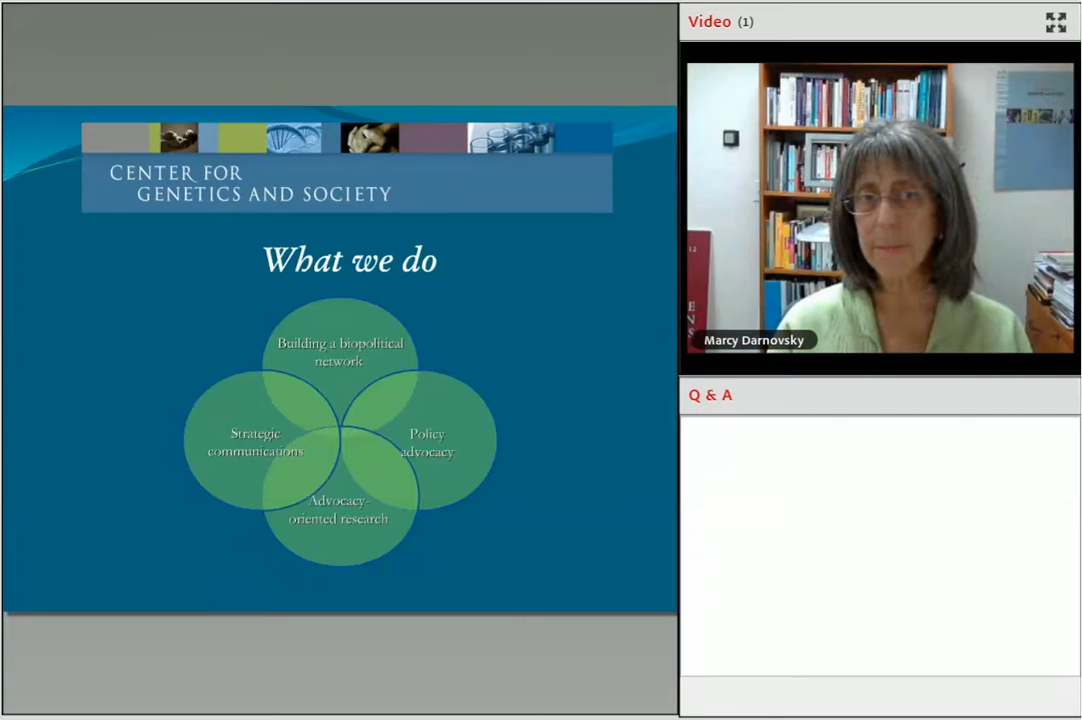 CENTER FOR
GENETICS AND SOCIETY
What we do
Building a biopolitical
network
Strategic
communications
Policy
advocacy
Advocacy-
oriented research
Video (1)
Marcy Darnovsky
Q & A